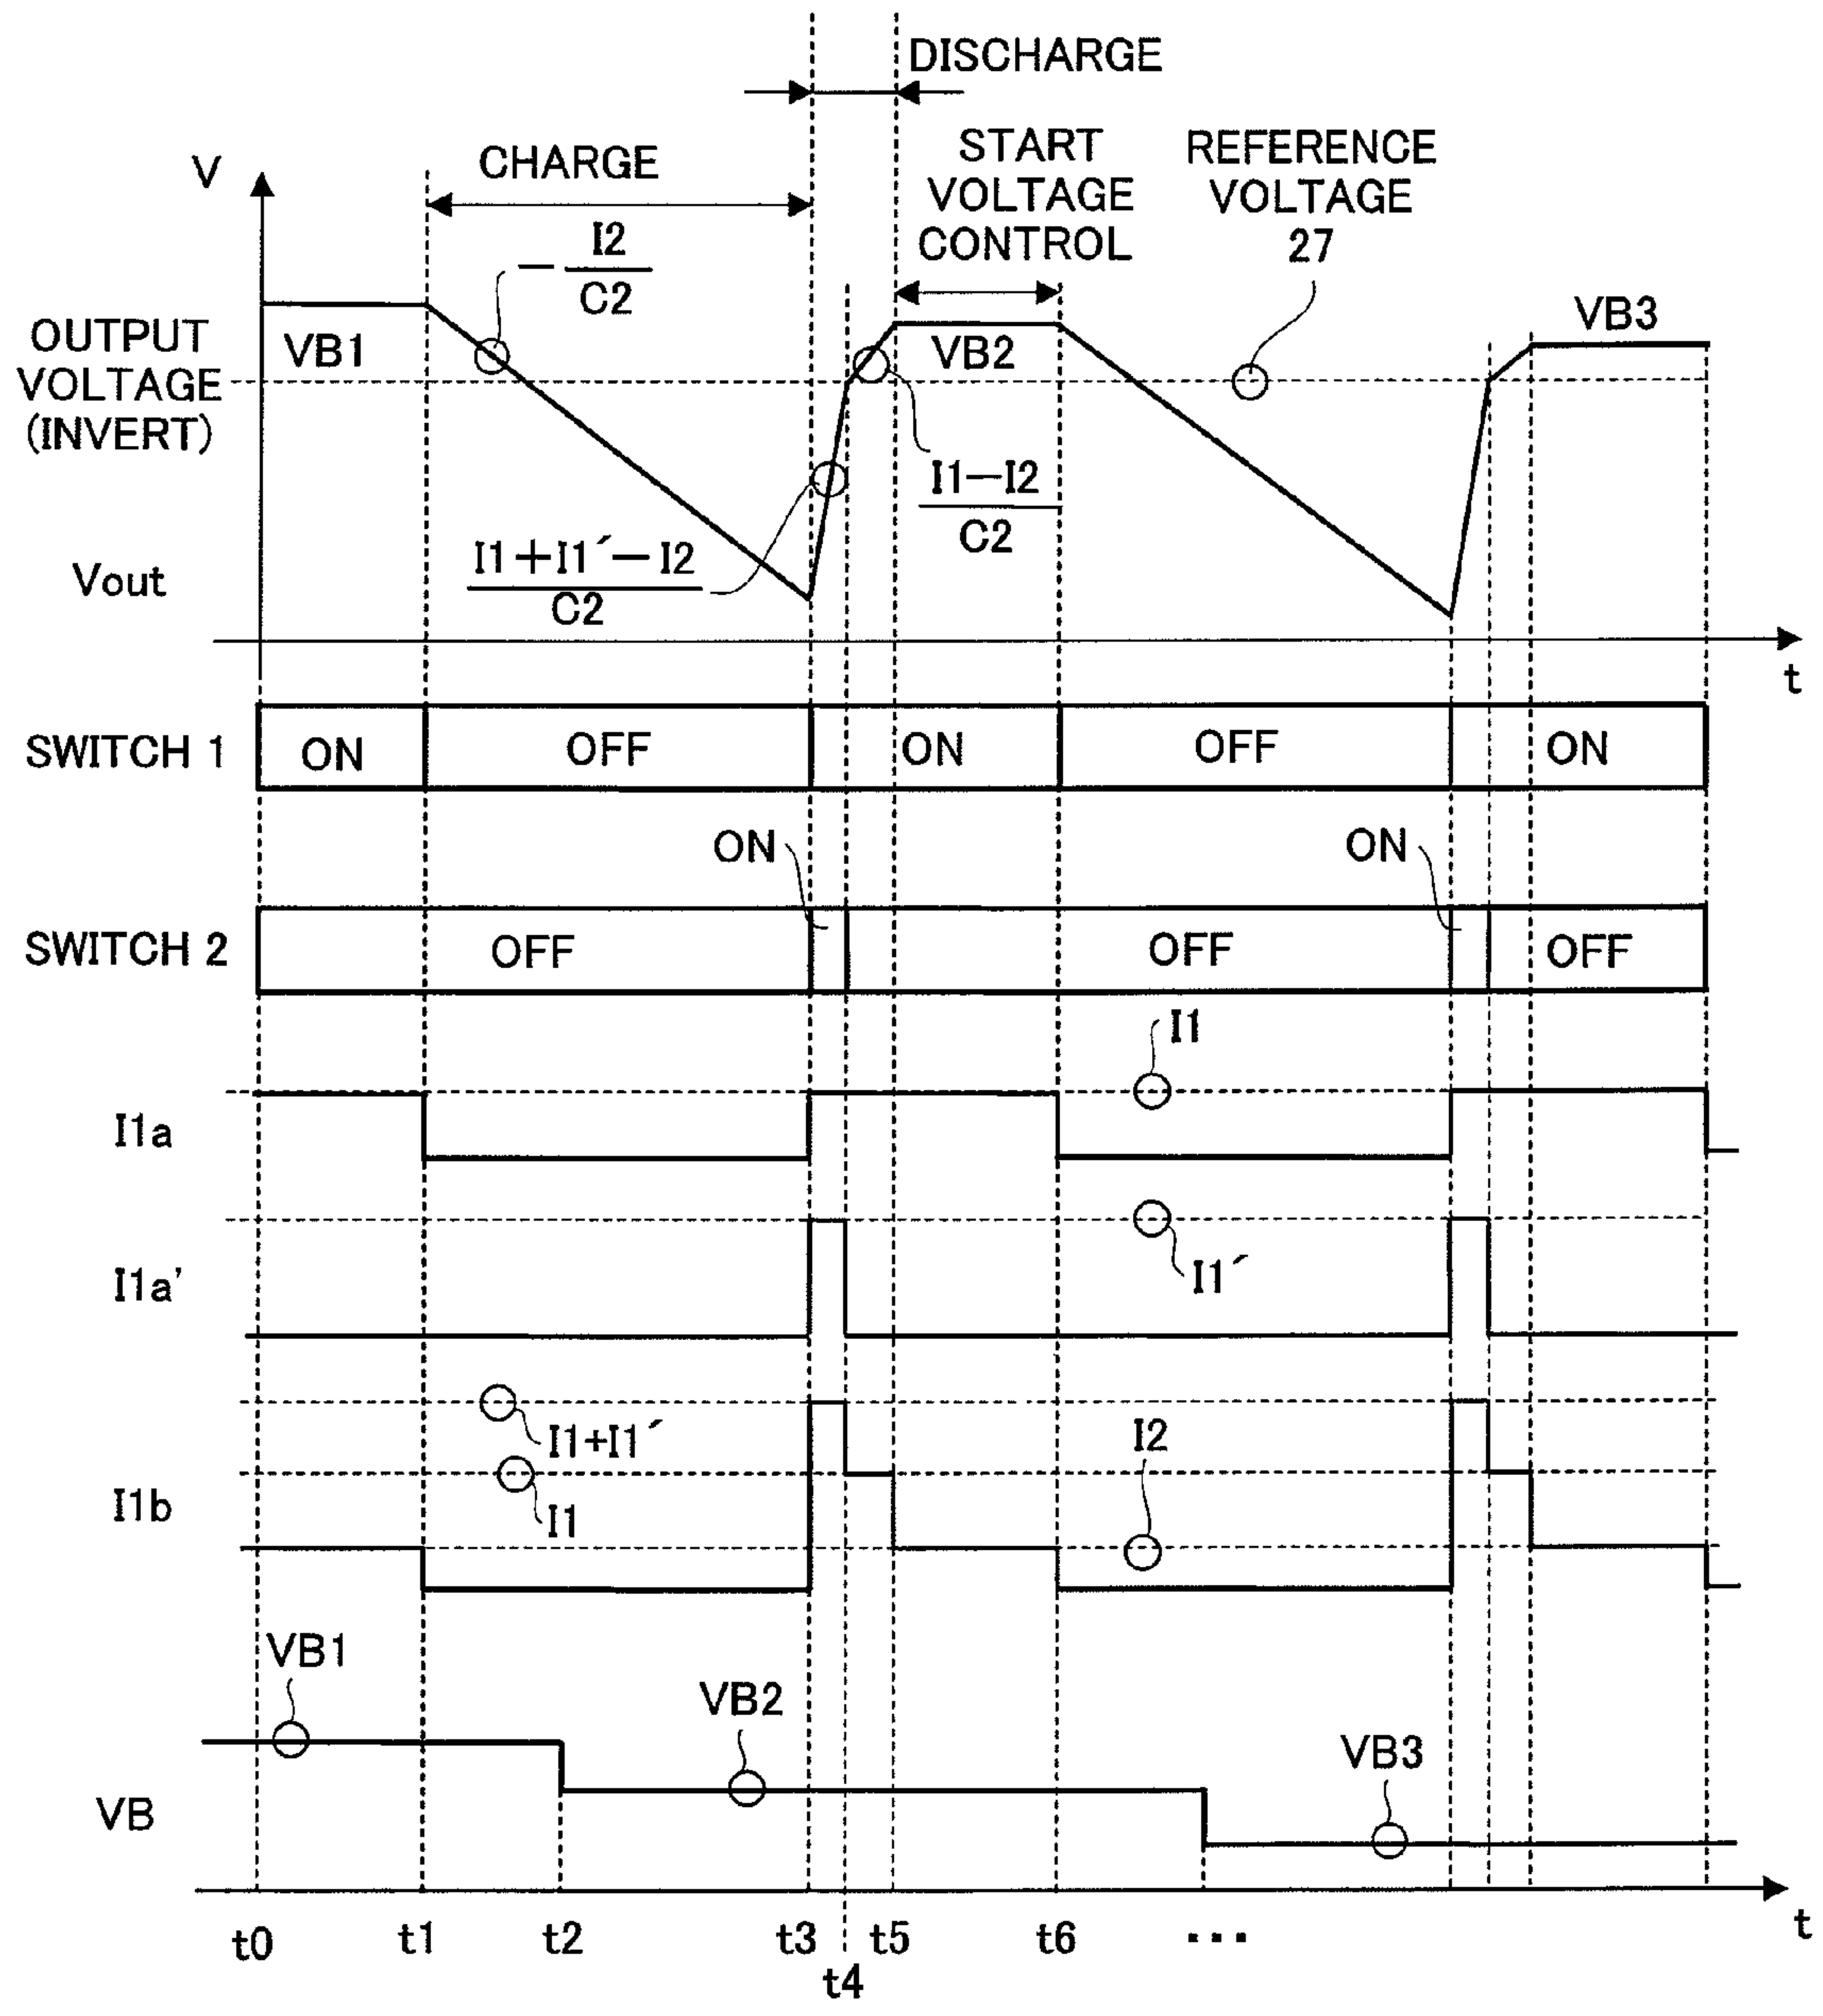 DISCHARGE
V
CHARGE
START
VOLTAGE
CONTROL
REFERENCE
VOLTAGE
27
− I2
C2
OUTPUT
VOLTAGE
(INVERT)
VB1
VB2
VB3
I1−I2
C2
I1+I1´−I2
C2
Vout
t
SWITCH 1
ON
OFF
ON
OFF
ON
ON
ON
SWITCH 2
OFF
OFF
OFF
I1
I1a
I1´
I1a'
I1+I1´
I2
I1
I1b
VB1
VB2
VB3
VB
t0
t1
t2
t3
t4
t5
t6
...
t